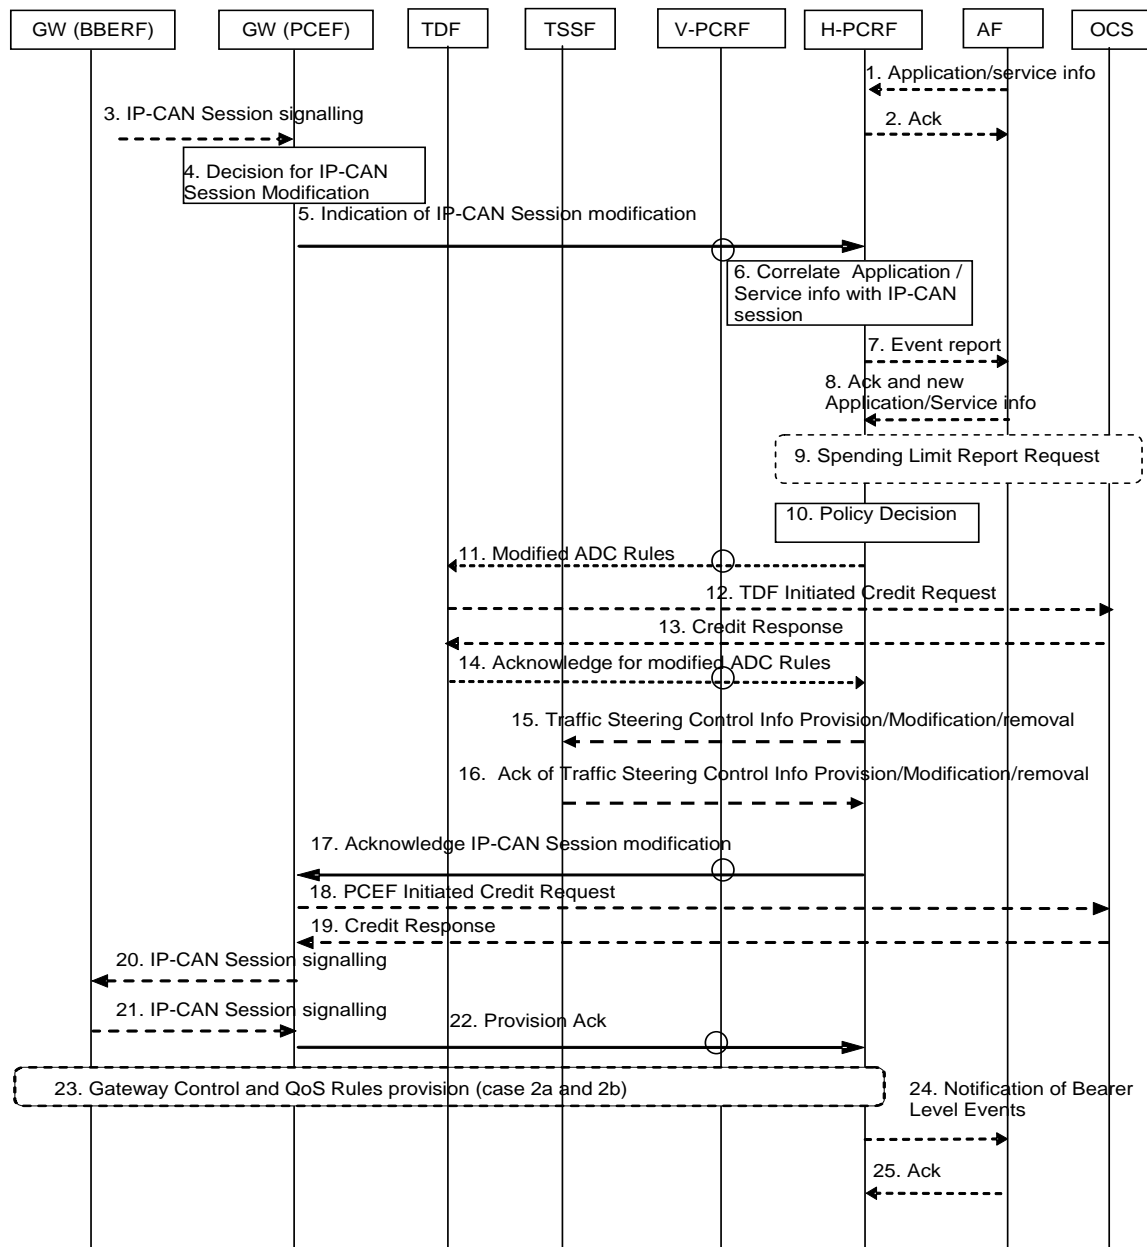 GW (BBERF)
GW (PCEF)
TDF
TSSF
V-PCRF
H-PCRF
AF
OCS
1. Application/service info
2. Ack
3. IP-CAN Session signalling
4. Decision for IP-CAN
Session Modification
5. Indication of IP-CAN Session modification
6. Correlate Application /
Service info with IP-CAN
session
7. Event report
8. Ack and new
Application/Service info
9. Spending Limit Report Request
10. Policy Decision
11. Modified ADC Rules
12. TDF Initiated Credit Request
13. Credit Response
14. Acknowledge for modified ADC Rules
15. Traffic Steering Control Info Provision/Modification/removal
16. Ack of Traffic Steering Control Info Provision/Modification/removal
17. Acknowledge IP-CAN Session modification
18. PCEF Initiated Credit Request
19. Credit Response
20. IP-CAN Session signalling
21. IP-CAN Session signalling
22. Provision Ack
23. Gateway Control and QoS Rules provision (case 2a and 2b)
24. Notification of Bearer
Level Events
25. Ack